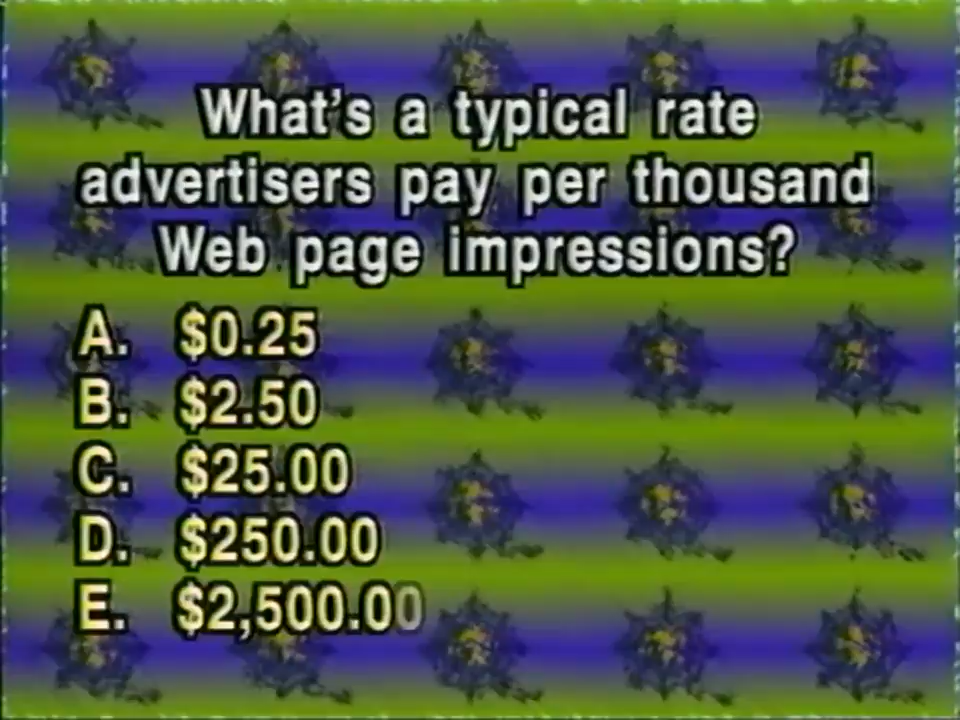 What's a typical rate
advertisers pay per thousand
Web page impressions?
A. $0.25
B. $2.50
C. $25.00
D. $250.00
E. $2,500.00